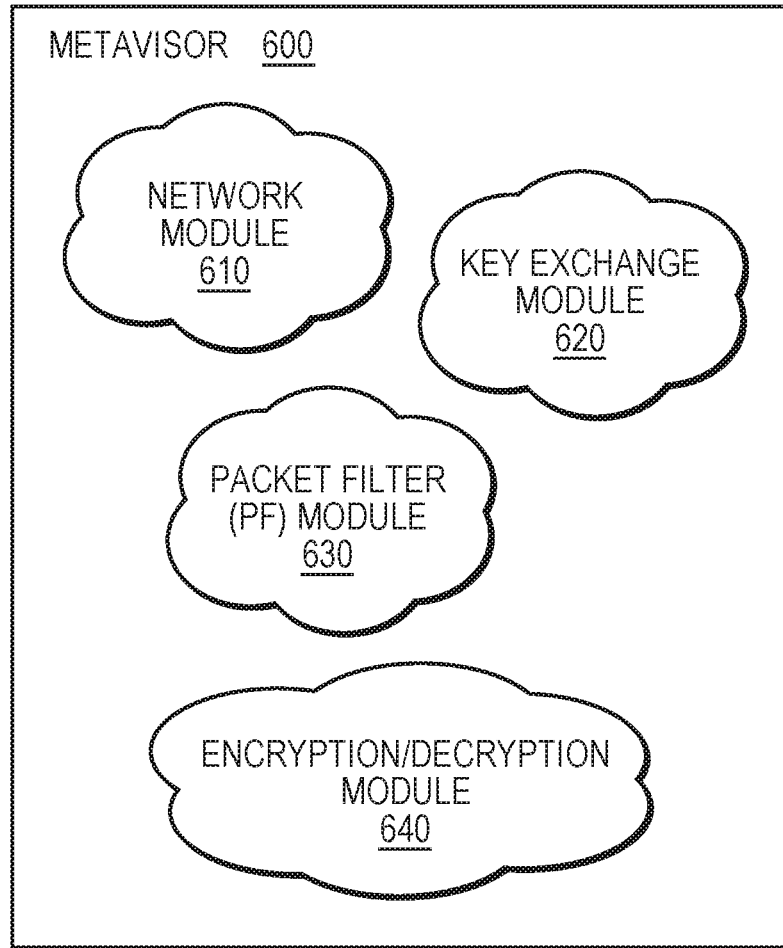 METAVISOR 600
NETWORK
MODULE
610
KEY EXCHANGE
MODULE
620
PACKET FILTER
(PF) MODULE
630
ENCRYPTION/DECRYPTION
MODULE
640